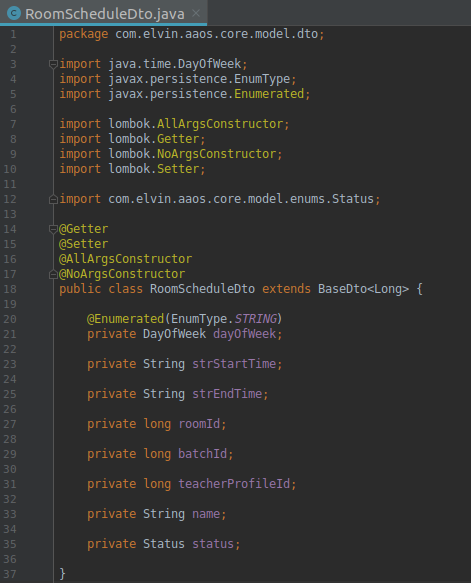 RoomScheduleDto.java
1 package com.elvin.aaos.core.model.dto;
2
3 import java.time.DayOfWeek;
4 import javax.persistence.EnumType;
5 import javax.persistence.Enumerated;
6
7 import lombok.AllArgsConstructor;
8 import lombok.Getter;
9 import lombok.NoArgsConstructor;
10 import lombok.Setter;
11
12 import com.elvin.aaos.core.model.enums.Status;
13
14 @Getter
15 @Setter
16 @AllArgsConstructor
17 @NoArgsConstructor
18 public class RoomScheduleDto extends BaseDto<Long> {
19
20     @Enumerated(EnumType.STRING)
21     private DayOfWeek dayOfWeek;
22
23     private String strStartTime;
24
25     private String strEndTime;
26
27     private long roomId;
28
29     private long batchId;
30
31     private long teacherProfileId;
32
33     private String name;
34
35     private Status status;
36
37 }